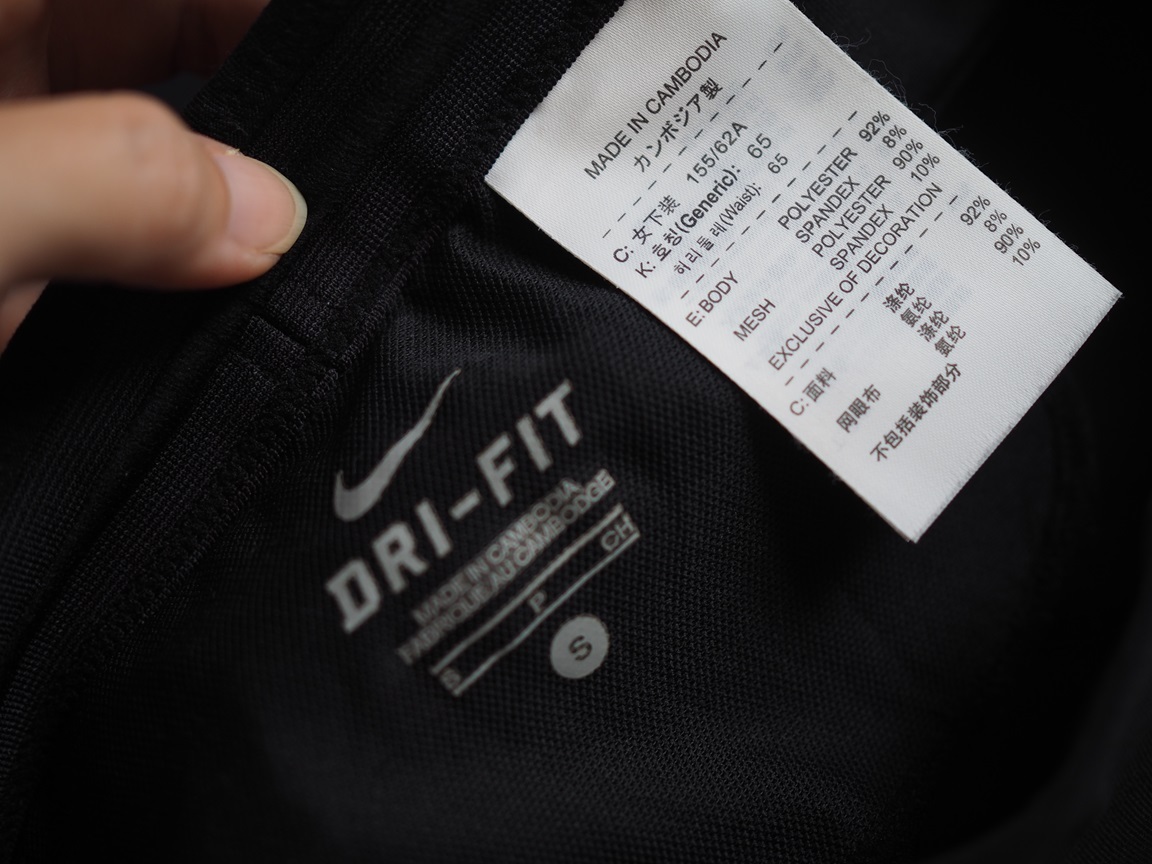 MADE IN CAMBODIA
カンボジア製
C: 女下装 155/62A
K: 호칭(Generic): 65
허리둘레(Waist): 65
E: BODY POLYESTER 92%
SPANDEX 8%
MESH POLYESTER 90%
SPANDEX 10%
EXCLUSIVE OF DECORATION
C: 面料 涤纶 92%
氨纶 8%
网眼布 涤纶 90%
氨纶 10%
不包括装饰部分
DRI-FIT
MADE IN CAMBODIA
FABRIQUE AU CAMBODGE
S P CH
S